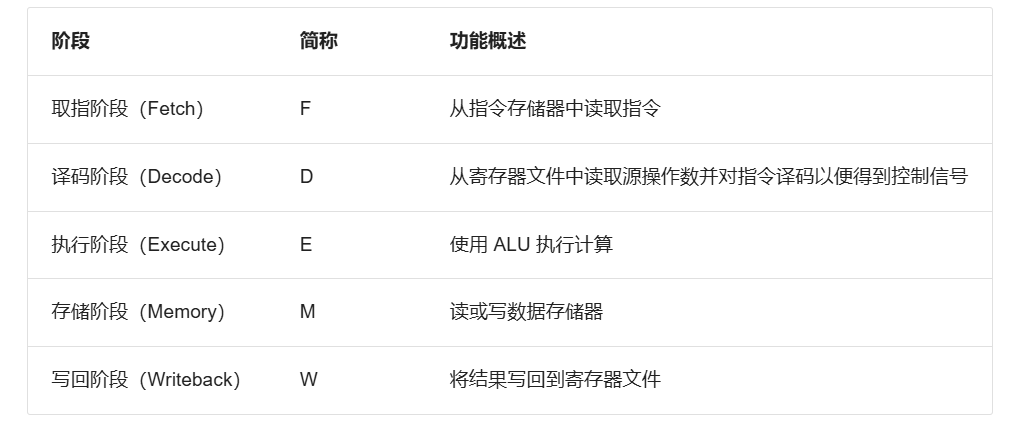 阶段 简称 功能概述
取指阶段（Fetch） F 从指令存储器中读取指令
译码阶段（Decode） D 从寄存器文件中读取源操作数并对指令译码以便得到控制信号
执行阶段（Execute） E 使用 ALU 执行计算
存储阶段（Memory） M 读或写数据存储器
写回阶段（Writeback） W 将结果写回到寄存器文件